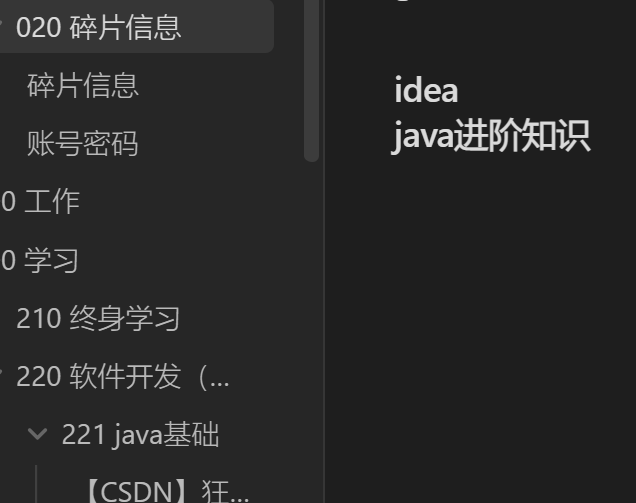 020 碎片信息
碎片信息
账号密码
0 工作
0 学习
210 终身学习
220 软件开发（...
221 java基础
【CSDN】狂...
idea
java进阶知识